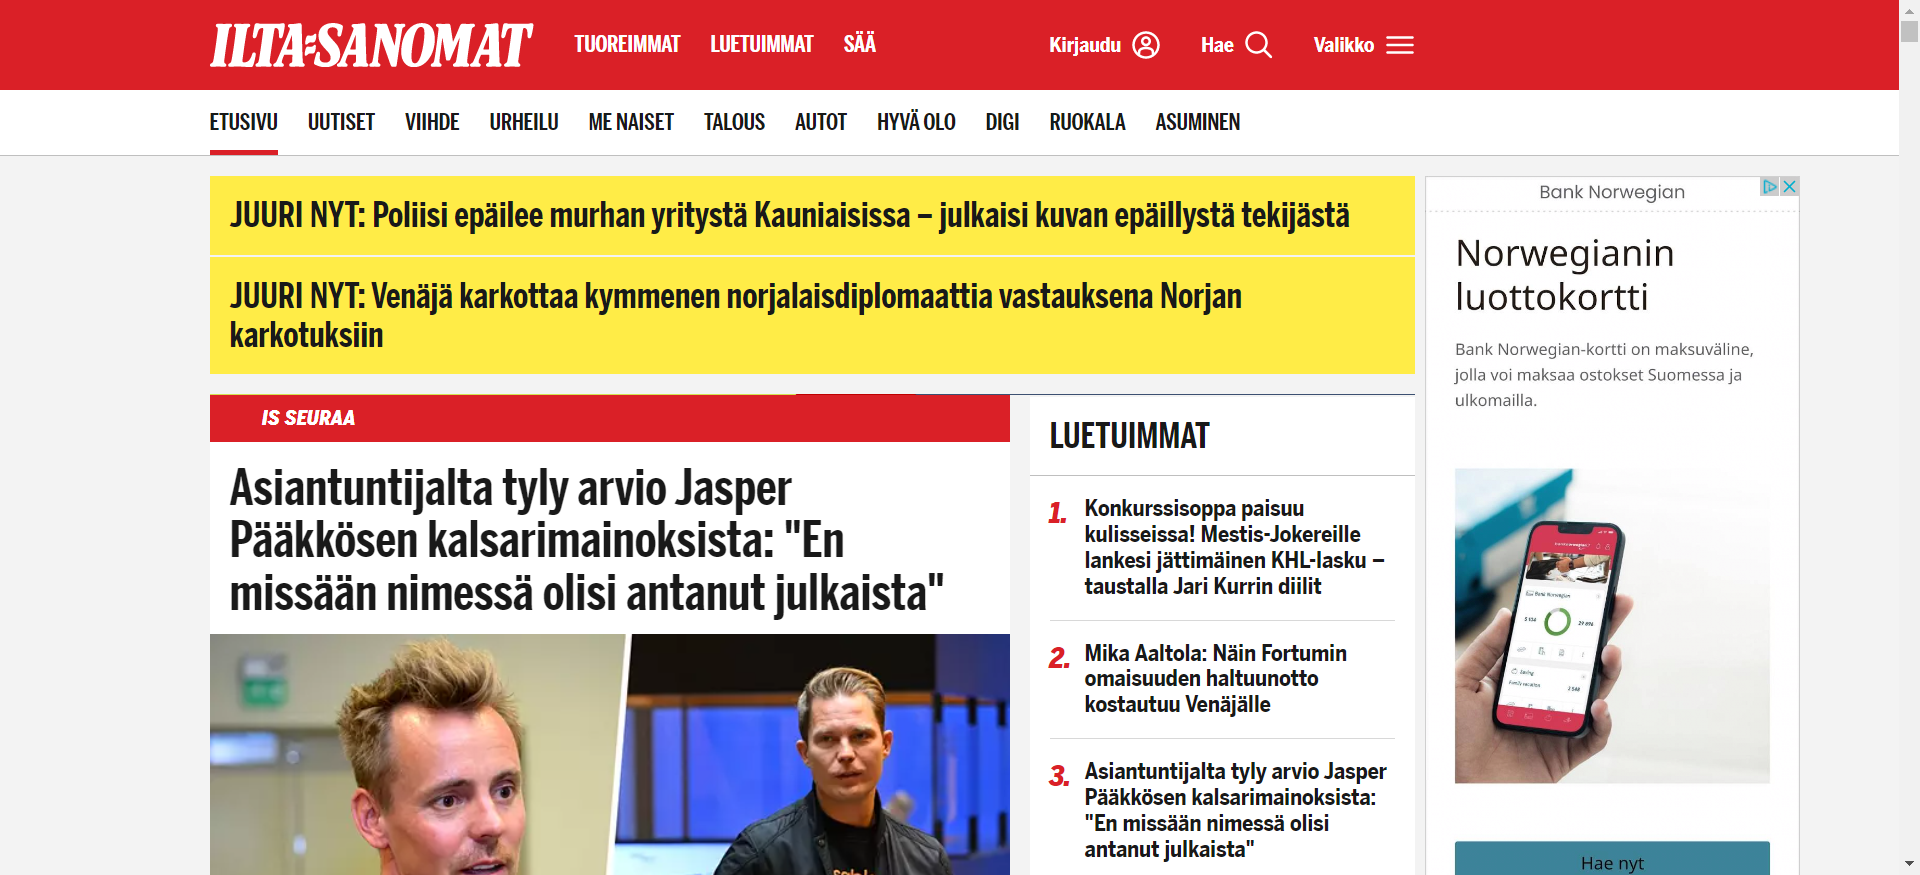 ILTA-SANOMAT
TUOREIMMAT LUETUIMMAT SÄÄ
Kirjaudu Hae Valikko
ETUSIVU UUTISET VIIHDE URHEILU ME NAISET TALOUS AUTOT HYVÄ OLO DIGI RUOKALA ASUMINEN
JUURI NYT: Poliisi epäilee murhan yritystä Kauniaisissa – julkaisi kuvan epäillystä tekijästä
JUURI NYT: Venäjä karkottaa kymmenen norjalaisdiplomaattia vastauksena Norjan
karkotuksiin
IS SEURAA
Asiantuntijalta tyly arvio Jasper
Pääkkösen kalsarimainoksista: "En
missään nimessä olisi antanut julkaista"
LUETUIMMAT
1. Konkurssisoppa paisuu
kulisseissa! Mestis-Jokereille
lankesi jättimäinen KHL-lasku –
taustalla Jari Kurrin diilit
2. Mika Aaltola: Näin Fortumin
omaisuuden haltuunotto
kostautuu Venäjälle
3. Asiantuntijalta tyly arvio Jasper
Pääkkösen kalsarimainoksista:
"En missään nimessä olisi
antanut julkaista"
Bank Norwegian
Norwegianin
luottokortti
Bank Norwegian-kortti on maksuväline,
jolla voi maksaa ostokset Suomessa ja
ulkomailla.
Bank Norwegian
Saving
Hae nyt